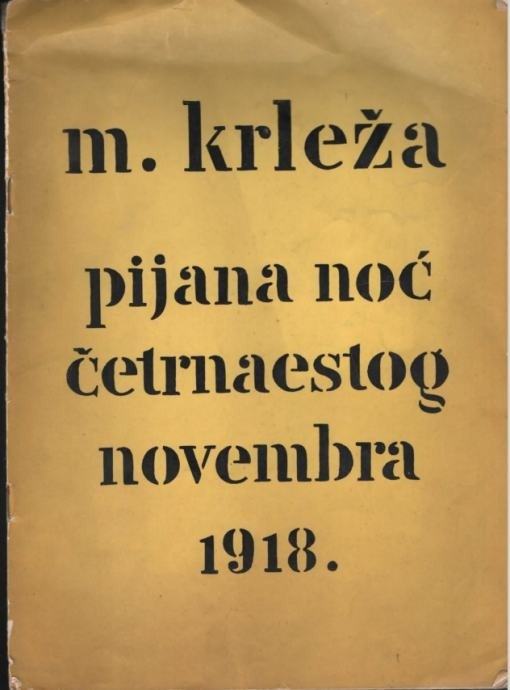 m. krleža
pijana noć
četrnaestog
novembra
1918.